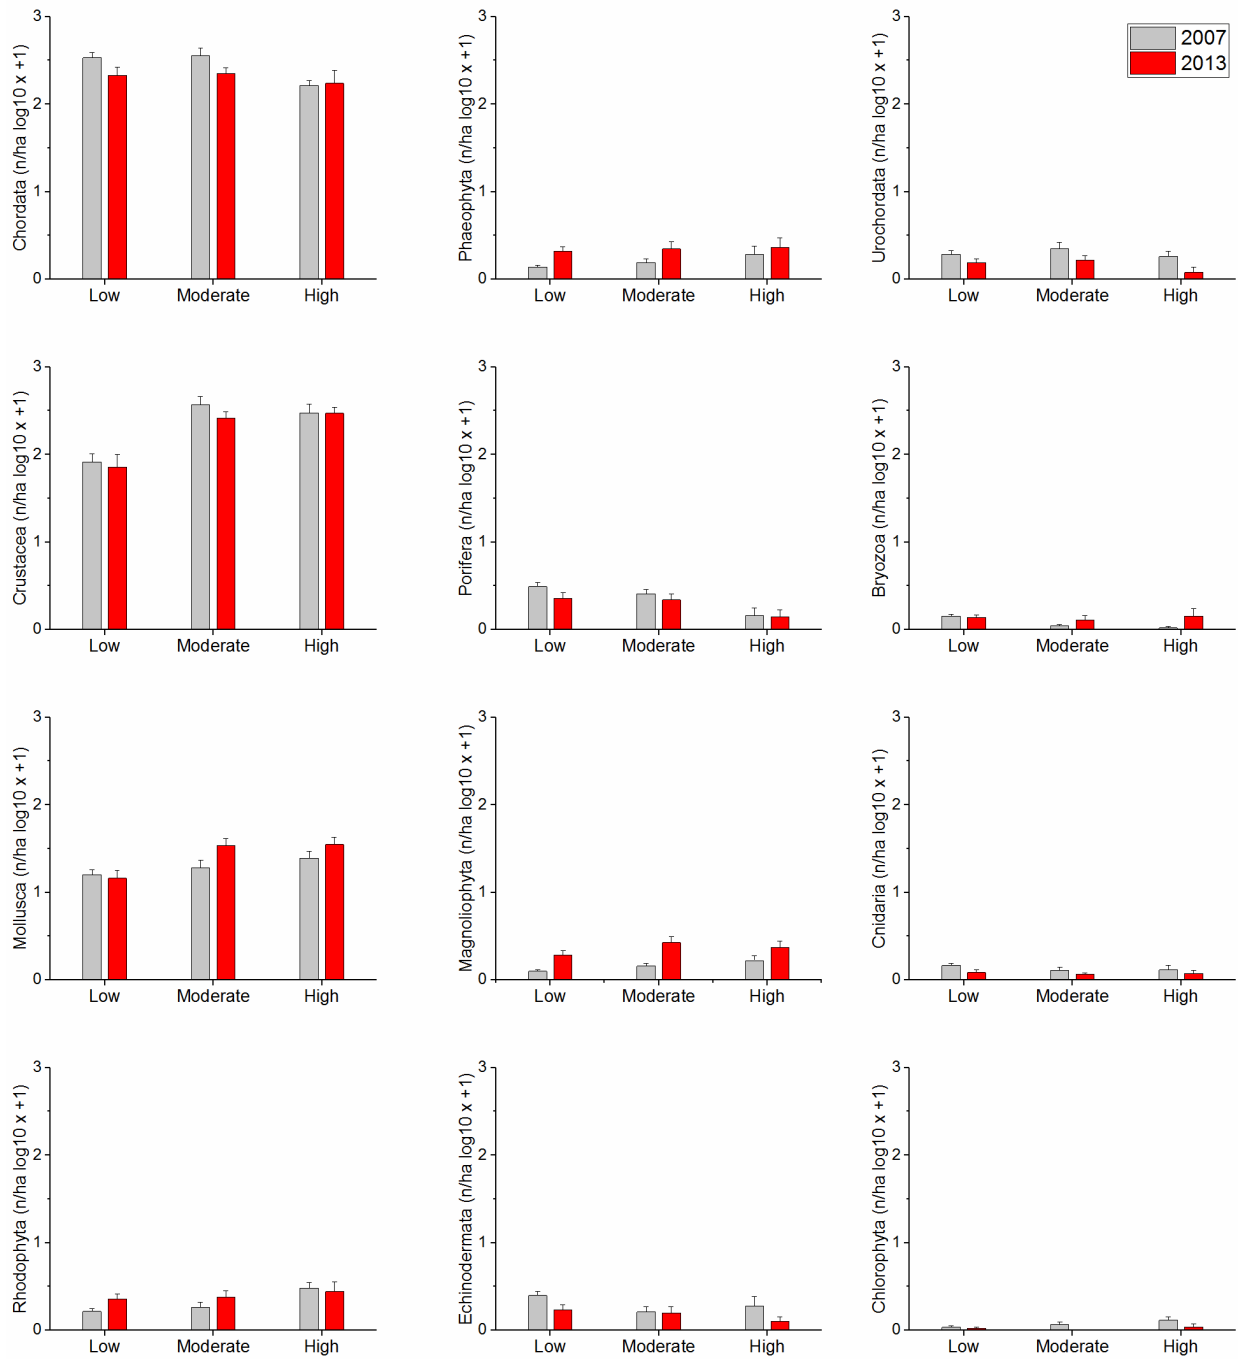 Chordata (n/ha log10 x +1)
3
2
1
0
Low Moderate High
Phaeophyta (n/ha log10 x +1)
3
2
1
0
Low Moderate High
Urochordata (n/ha log10 x +1)
3
2
1
0
Low Moderate High
2007
2013
Crustacea (n/ha log10 x +1)
3
2
1
0
Low Moderate High
Porifera (n/ha log10 x +1)
3
2
1
0
Low Moderate High
Bryozoa (n/ha log10 x +1)
3
2
1
0
Low Moderate High
Mollusca (n/ha log10 x +1)
3
2
1
0
Low Moderate High
Magnoliophyta (n/ha log10 x +1)
3
2
1
0
Low Moderate High
Cnidaria (n/ha log10 x +1)
3
2
1
0
Low Moderate High
Rhodophyta (n/ha log10 x +1)
3
2
1
0
Low Moderate High
Echinodermata (n/ha log10 x +1)
3
2
1
0
Low Moderate High
Chlorophyta (n/ha log10 x +1)
3
2
1
0
Low Moderate High